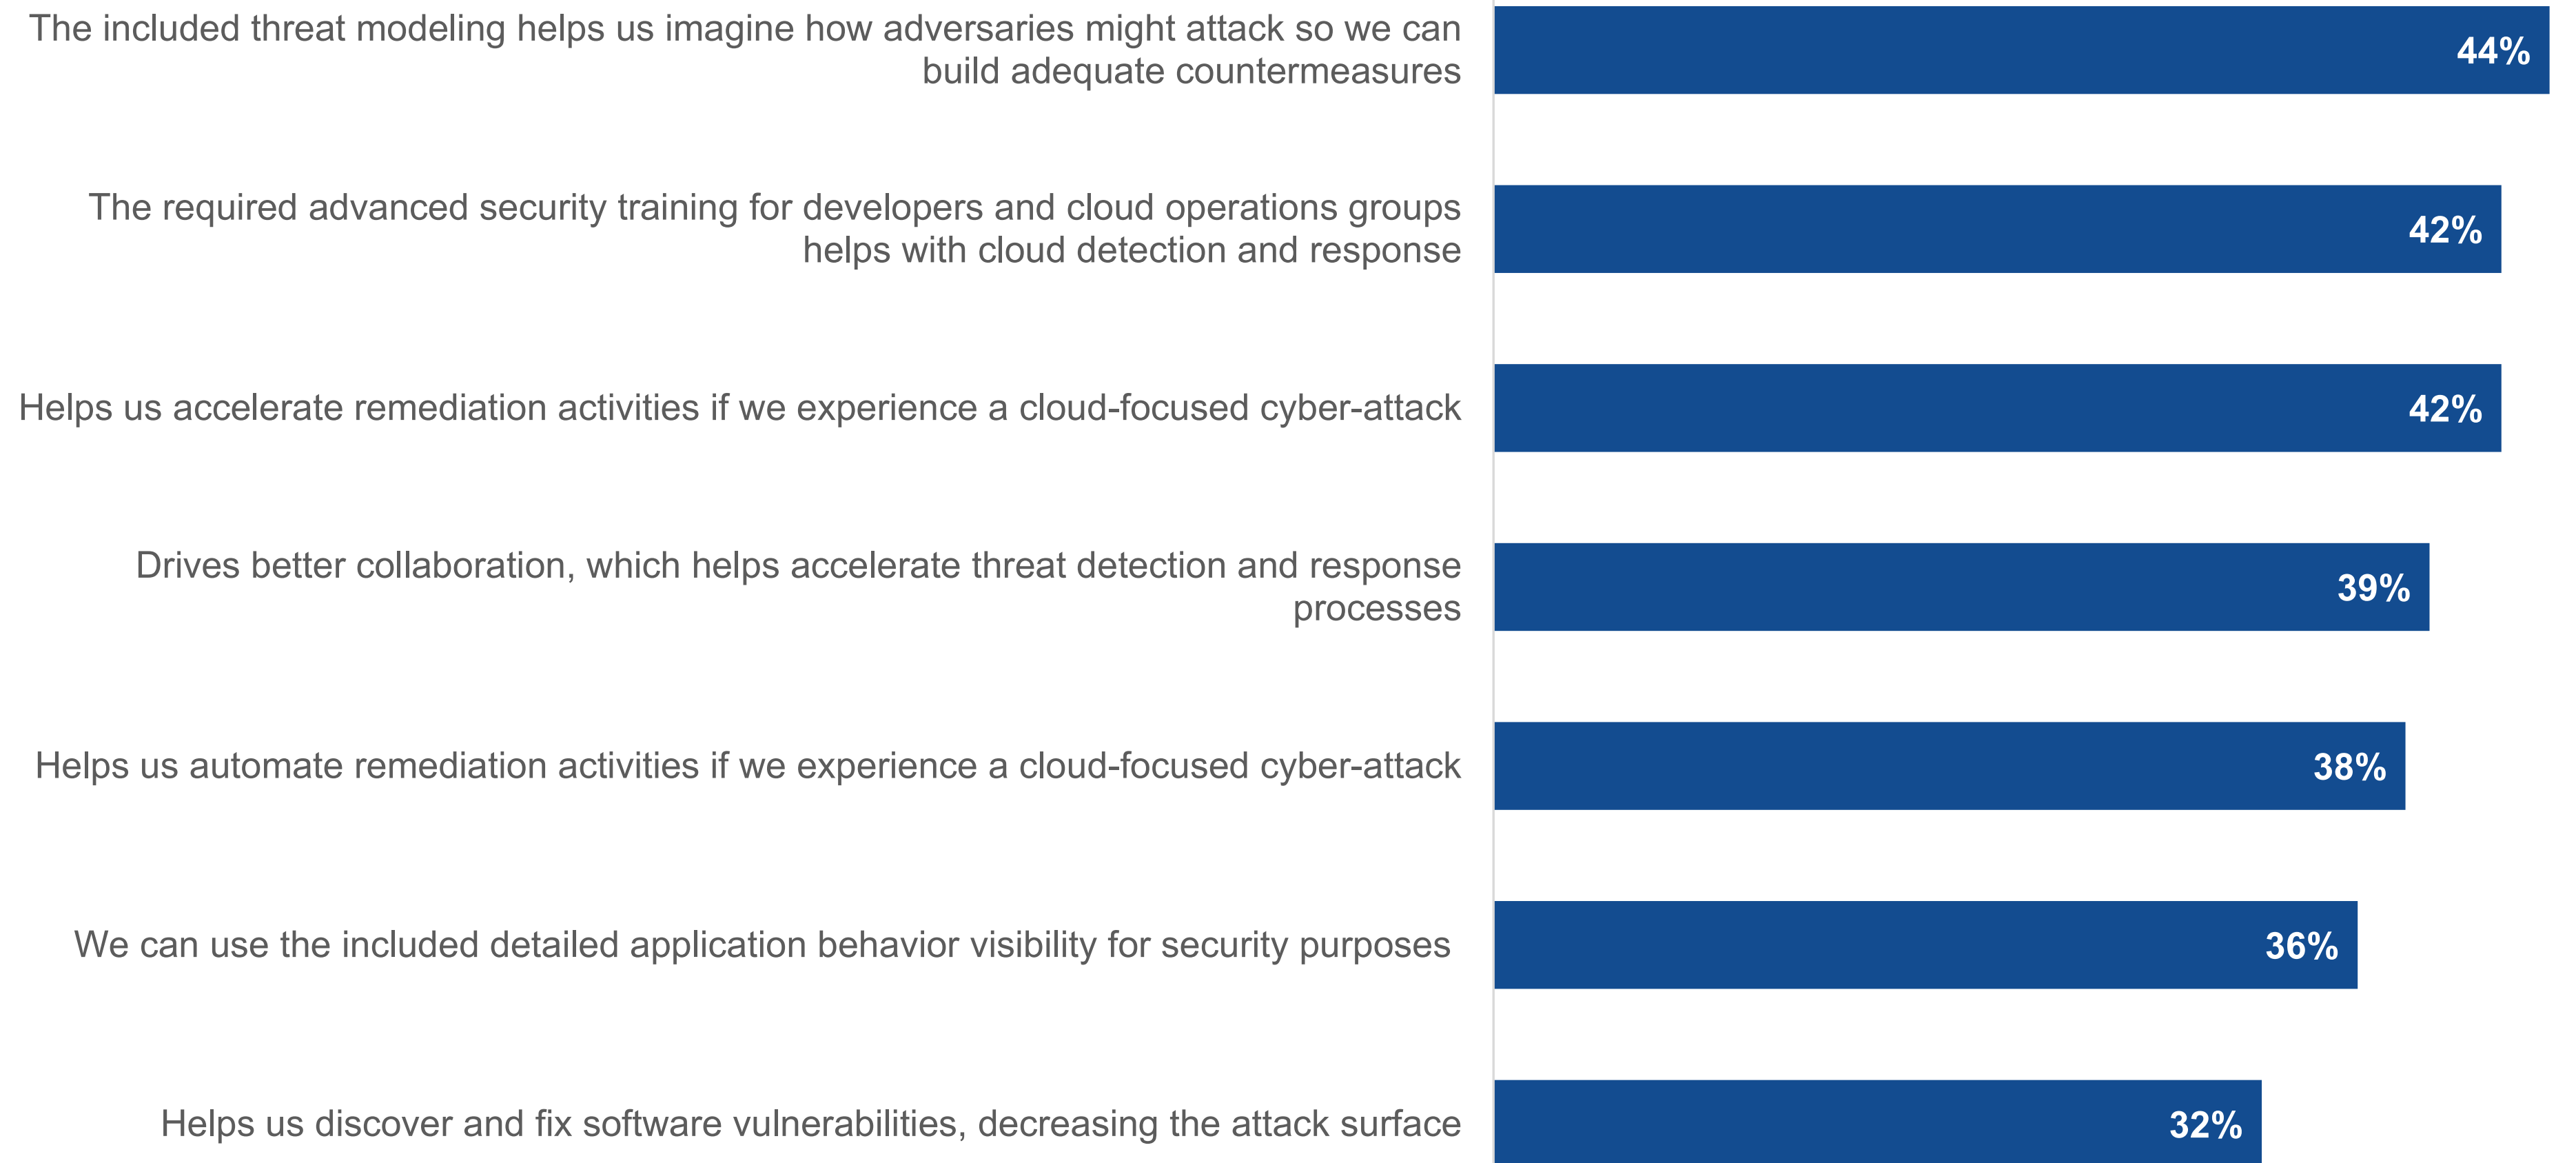 The included threat modeling helps us imagine how adversaries might attack so we can
build adequate countermeasures
44%
The required advanced security training for developers and cloud operations groups
helps with cloud detection and response
42%
Helps us accelerate remediation activities if we experience a cloud-focused cyber-attack
42%
Drives better collaboration, which helps accelerate threat detection and response
processes
39%
Helps us automate remediation activities if we experience a cloud-focused cyber-attack
38%
We can use the included detailed application behavior visibility for security purposes
36%
Helps us discover and fix software vulnerabilities, decreasing the attack surface
32%